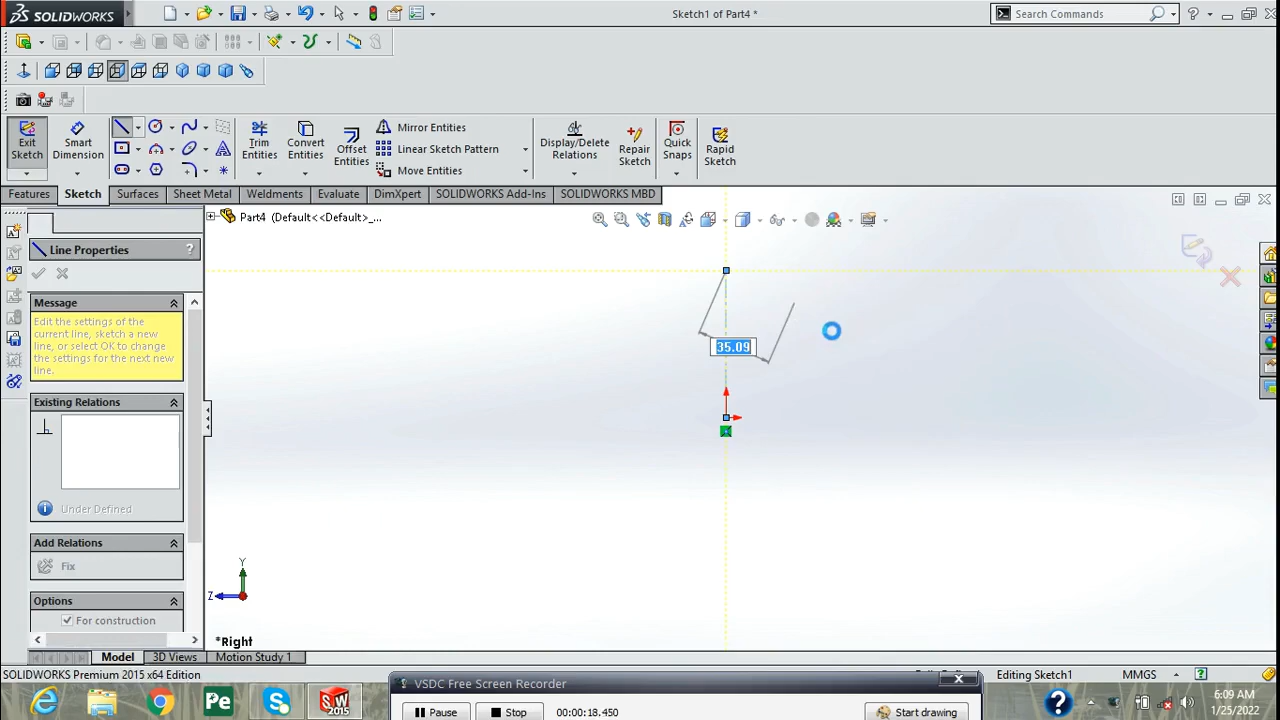 SOLIDWORKS
Sketch1 of Part4 *
Search Commands
Exit Sketch
Smart Dimension
Trim Entities
Convert Entities
Offset Entities
Mirror Entities
Linear Sketch Pattern
Move Entities
Display/Delete Relations
Repair Sketch
Quick Snaps
Rapid Sketch
Features
Sketch
Surfaces
Sheet Metal
Weldments
Evaluate
DimXpert
SOLIDWORKS Add-Ins
SOLIDWORKS MBD
Part4 (Default<<Default>_...
Line Properties
?
Message
Edit the settings of the
current line, sketch a new
line, or select OK to change
the settings for the next new
line.
Existing Relations
Under Defined
Add Relations
Fix
Options
For construction
35.09
Y
Z
*Right
Model
3D Views
Motion Study 1
SOLIDWORKS Premium 2015 x64 Edition
Editing Sketch1
MMGS
VSDC Free Screen Recorder
Pause
Stop
00:00:18.450
Start drawing
Pe
SW
2015
6:09 AM
1/25/2022